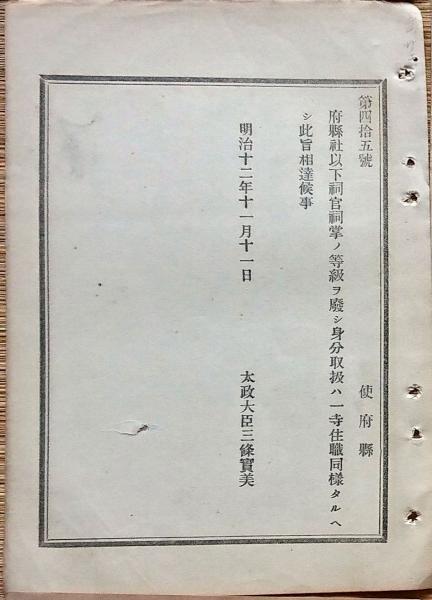 第四拾五號
使府縣
府縣社以下祠官祠掌ノ等級ヲ廢シ身分取扱ハ一寺住職同樣タルヘ
シ此旨相達候事
明治十二年十一月十一日
太政大臣三條實美